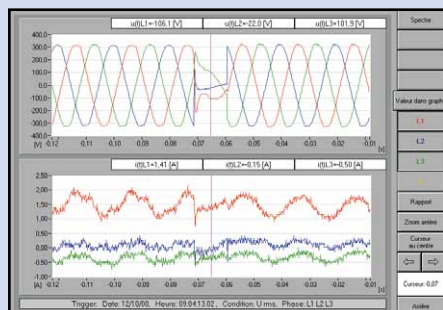 u(t)L1=-106.1 [V] u(t)L2=-22.0 [V] u(t)L3=101.9 [V]
Spectre
400,0
300,0
200,0
100,0
0,0
-100,0
-200,0
-300,0
-400,0
[V] -0,12 -0,11 -0,10 -0,09 -0,08 -0,07 -0,06 -0,05 -0,04 -0,03 -0,02 -0,01
[s]
Valeur dans graph
L1
L2
L3
i(t)L1=1,41 [A] i(t)L2=-0,15 [A] i(t)L3=-0,50 [A]
2,50
2,00
1,50
1,00
0,50
0,00
-0,50
-1,00
[A] -0,12 -0,11 -0,10 -0,09 -0,08 -0,07 -0,06 -0,05 -0,04 -0,03 -0,02 -0,01
[s]
Rapport
Zoom arrière
Curseur
au centre
Curseur: 0,07
Arrière
Trigger: Date: 12/10/00, Heure: 09:04:13.02, Condition: U rms, Phase: L1 L2 L3